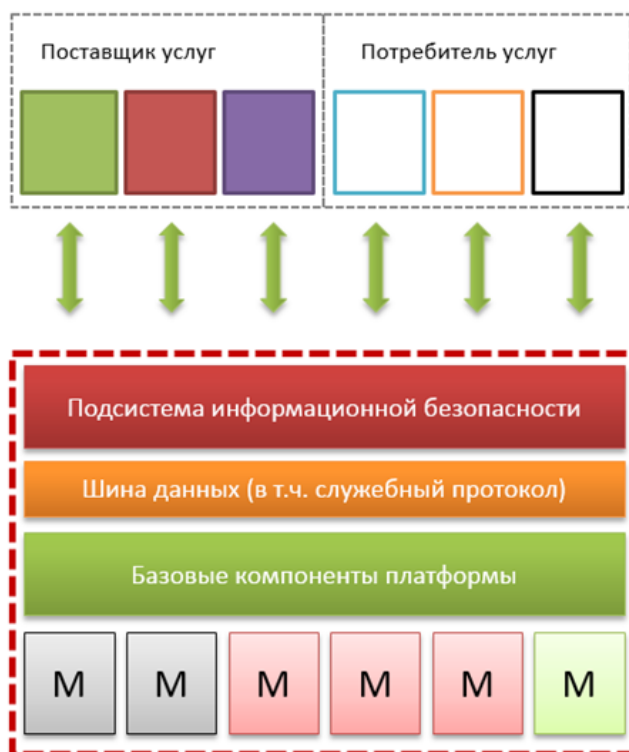 Поставщик услуг
Потребитель услуг
Подсистема информационной безопасности
Шина данных (в т.ч. служебный протокол)
Базовые компоненты платформы
М М М М М М